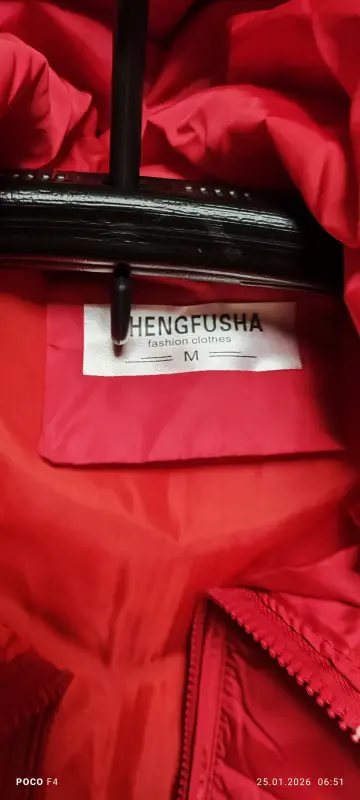 HENGFUSHA
fashion clothes
M
POCO F4
25.01.2026 06:51